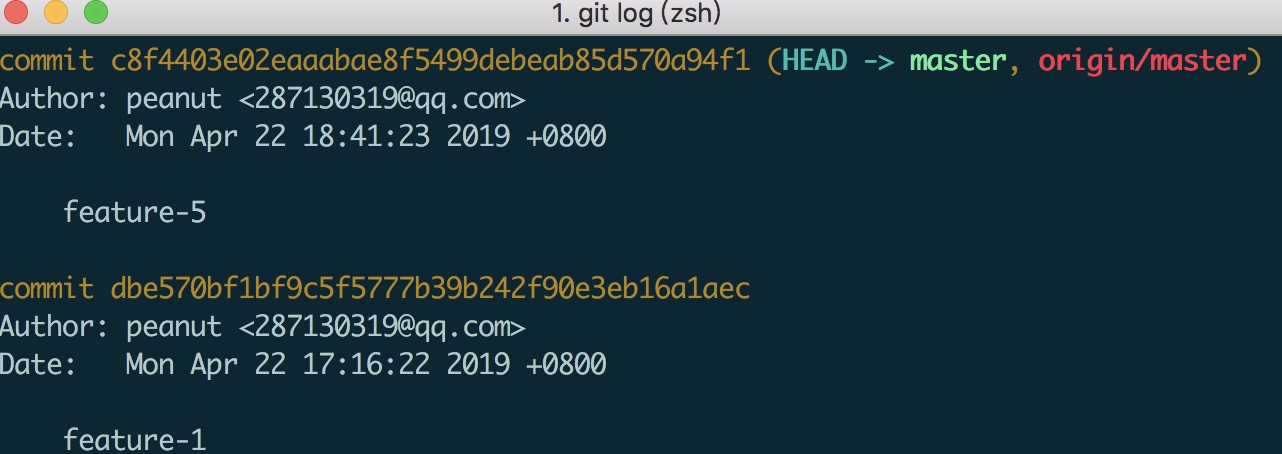 1. git log (zsh)
commit c8f4403e02eaaabae8f5499debeab85d570a94f1 (HEAD -> master, origin/master)
Author: peanut <287130319@qq.com>
Date:   Mon Apr 22 18:41:23 2019 +0800
feature-5
commit dbe570bf1bf9c5f5777b39b242f90e3eb16a1aec
Author: peanut <287130319@qq.com>
Date:   Mon Apr 22 17:16:22 2019 +0800
feature-1